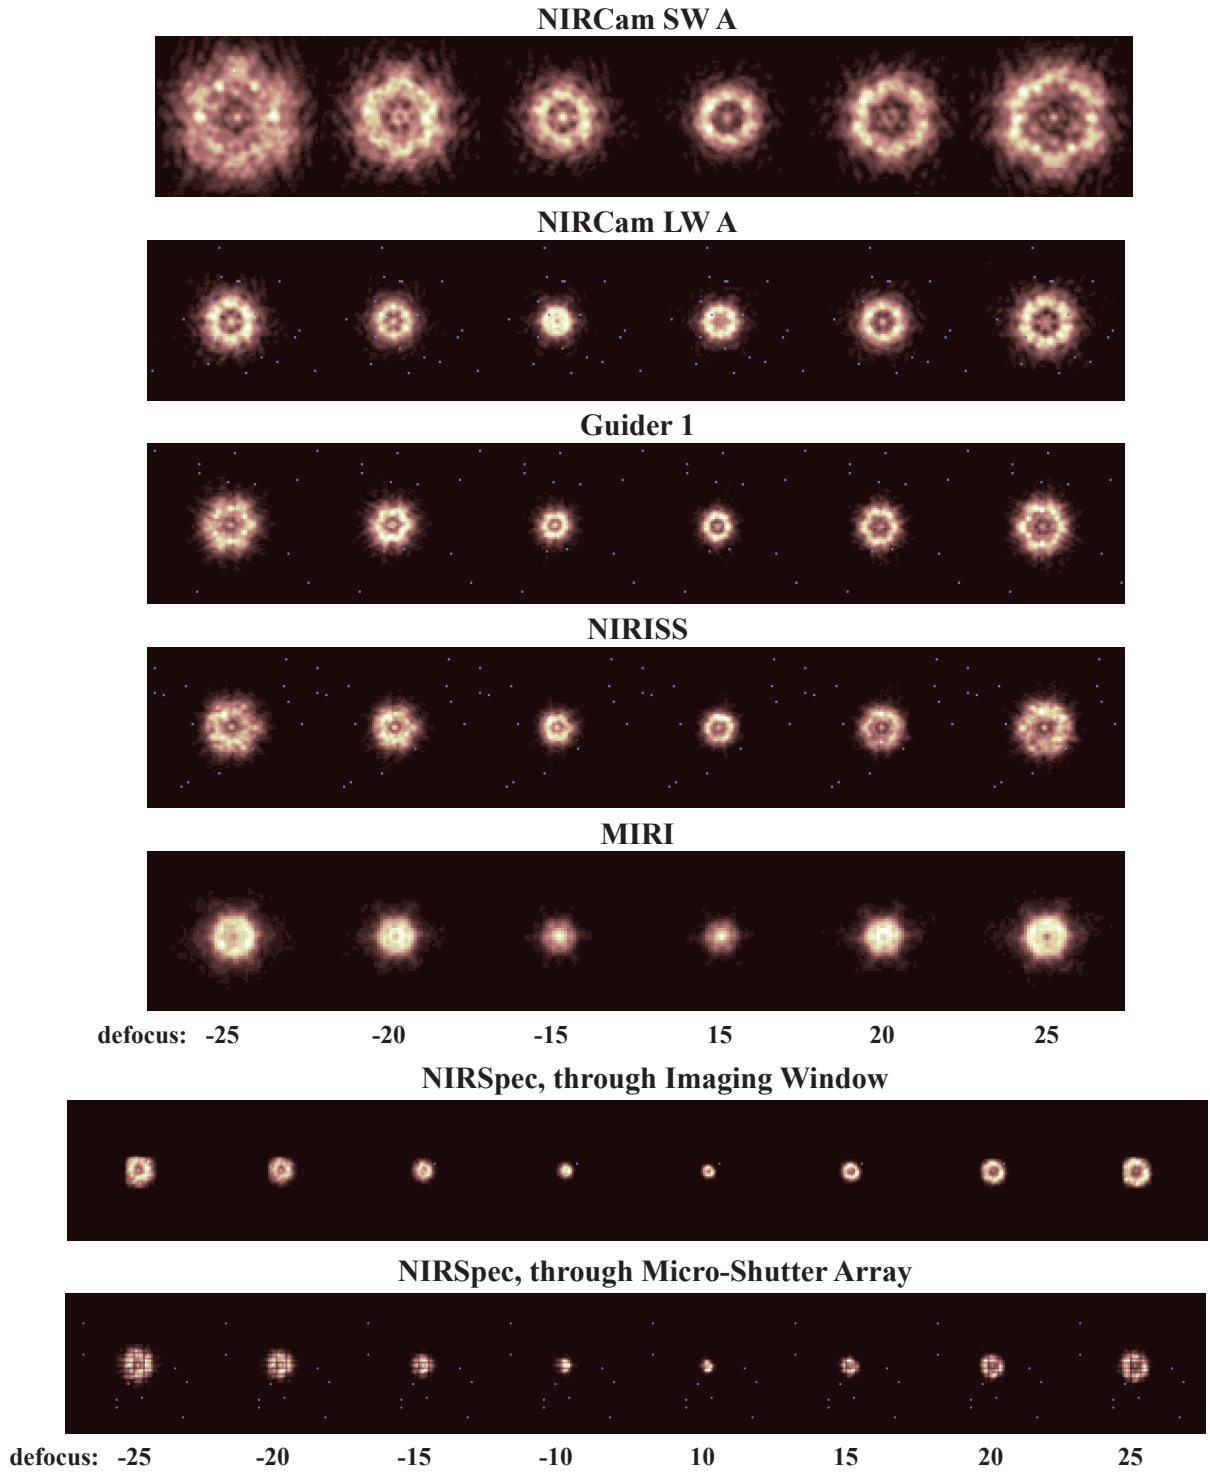 NIRCam SW A
NIRCam LW A
Guider 1
NIRISS
MIRI
defocus: -25 -20 -15 15 20 25
NIRSpec, through Imaging Window
NIRSpec, through Micro-Shutter Array
defocus: -25 -20 -15 -10 10 15 20 25